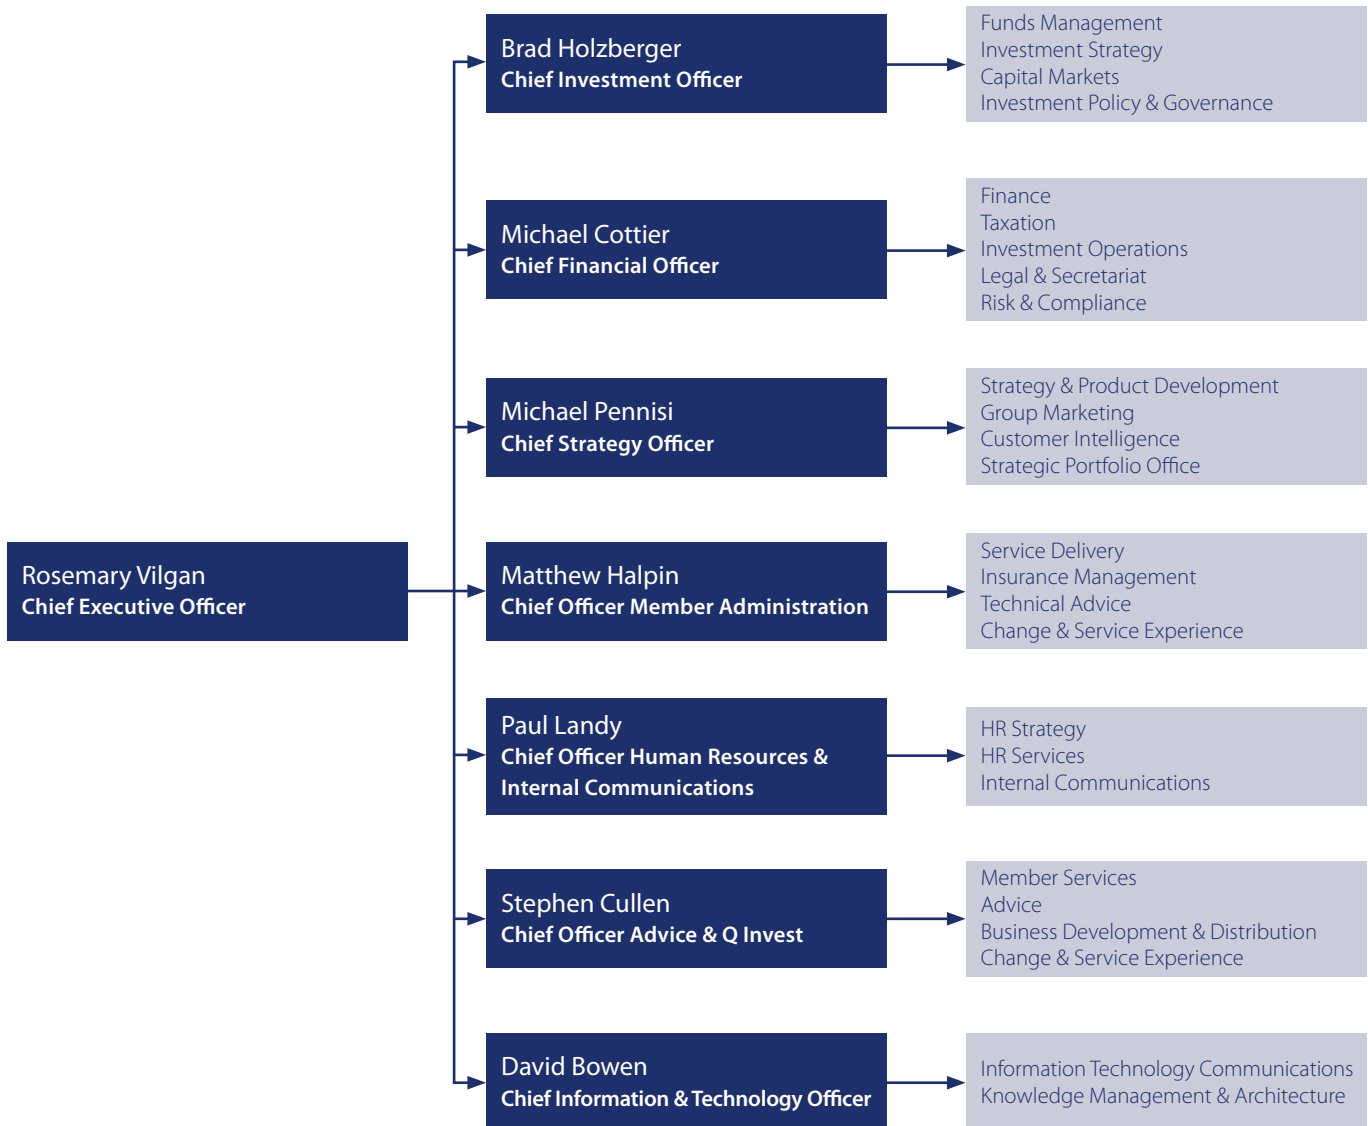 Rosemary Vilgan
Chief Executive Officer
Brad Holzberger
Chief Investment Officer
Funds Management
Investment Strategy
Capital Markets
Investment Policy & Governance
Michael Cottier
Chief Financial Officer
Finance
Taxation
Investment Operations
Legal & Secretariat
Risk & Compliance
Michael Pennisi
Chief Strategy Officer
Strategy & Product Development
Group Marketing
Customer Intelligence
Strategic Portfolio Office
Matthew Halpin
Chief Officer Member Administration
Service Delivery
Insurance Management
Technical Advice
Change & Service Experience
Paul Landy
Chief Officer Human Resources &
Internal Communications
HR Strategy
HR Services
Internal Communications
Stephen Cullen
Chief Officer Advice & Q Invest
Member Services
Advice
Business Development & Distribution
Change & Service Experience
David Bowen
Chief Information & Technology Officer
Information Technology Communications
Knowledge Management & Architecture